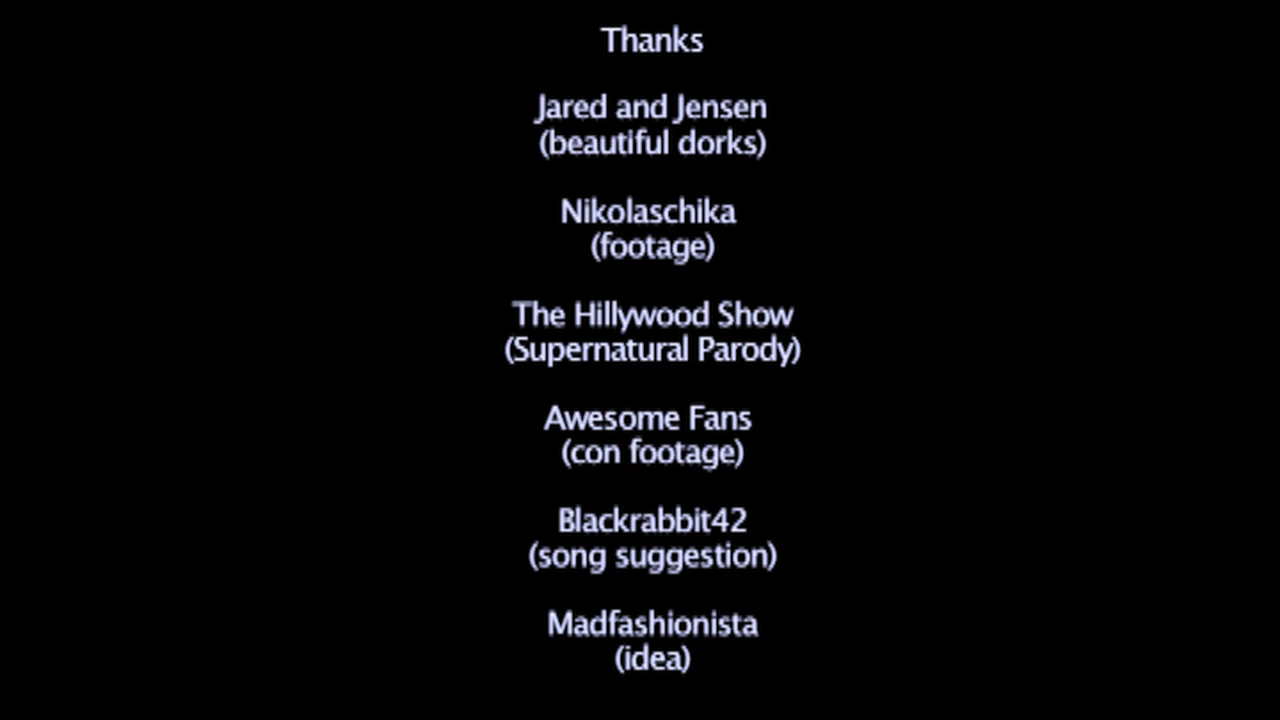 Thanks
Jared and Jensen
(beautiful dorks)
Nikolaschika
(footage)
The Hillywood Show
(Supernatural Parody)
Awesome Fans
(con footage)
Blackrabbit42
(song suggestion)
Madfashionista
(idea)